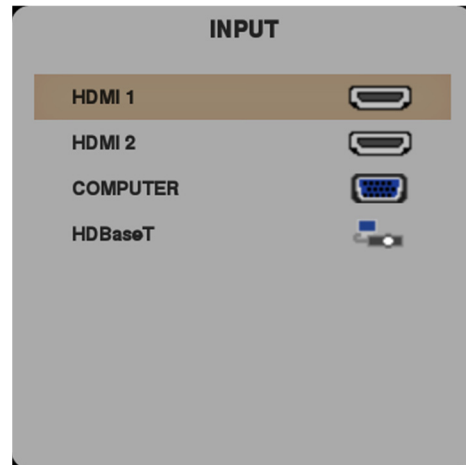 INPUT
HDMI 1
HDMI 2
COMPUTER
HDBaseT